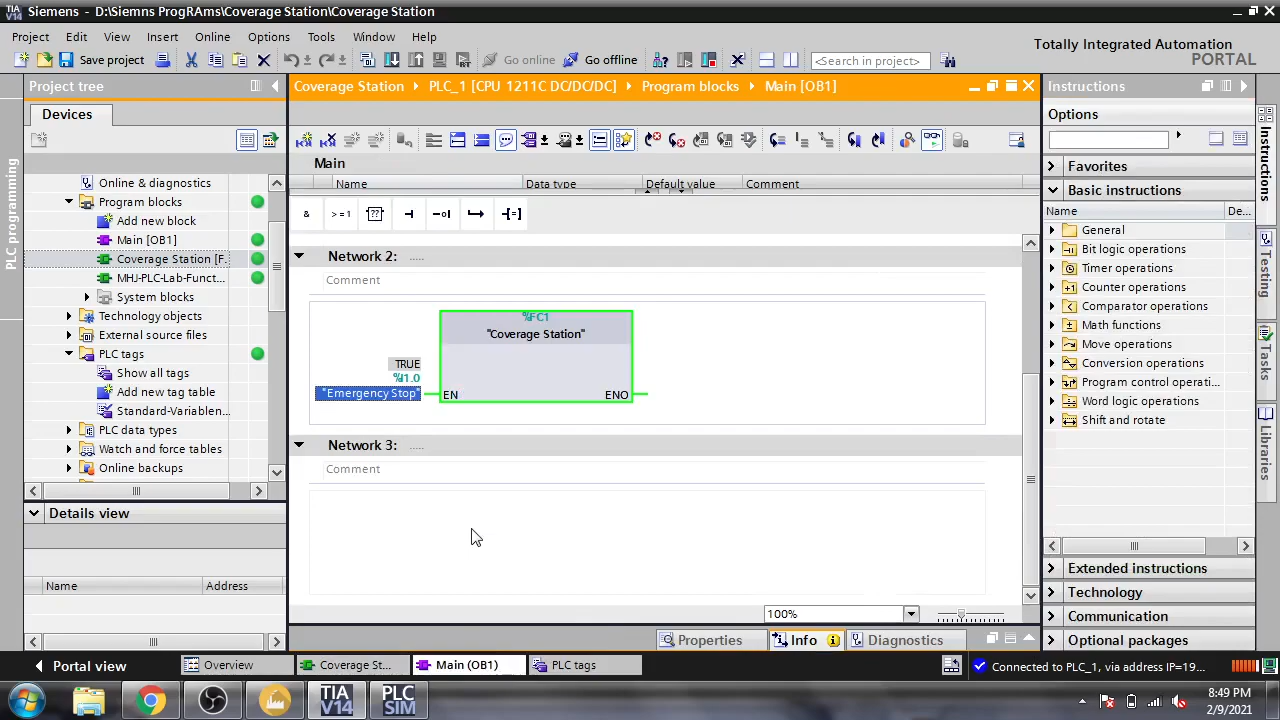 TIA V14 Siemens - D:\Siemns ProgRAms\Coverage Station\Coverage Station
Project Edit View Insert Online Options Tools Window Help
Totally Integrated Automation
PORTAL
Save project
Go online
Go offline
<Search in project>
Project tree
Coverage Station PLC_1 [CPU 1211C DC/DC/DC] Program blocks Main [OB1]
Instructions
Devices
Options
Main
Name Data type Default value Comment
Favorites
Basic instructions
Name De...
General
Bit logic operations
Timer operations
Counter operations
Comparator operations
Math functions
Move operations
Conversion operations
Program control operati...
Word logic operations
Shift and rotate
Extended instructions
Technology
Communication
Optional packages
Online & diagnostics
Program blocks
Add new block
Main [OB1]
Coverage Station [F...
MHJ-PLC-Lab-Funct...
System blocks
Technology objects
External source files
PLC tags
Show all tags
Add new tag table
Standard-Variablen...
PLC data types
Watch and force tables
Online backups
Details view
Name Address
& >=1 ??
Network 2: .....
Comment
%FC1
"Coverage Station"
TRUE
%I1.0
"Emergency Stop"
EN ENO
Network 3: .....
Comment
100%
Properties Info Diagnostics
PLC programming
Instructions
Testing
Tasks
Libraries
Portal view
Overview
Coverage St...
Main (OB1)
PLC tags
Connected to PLC_1, via address IP=19...
TIA V14
PLC SIM
8:49 PM
2/9/2021